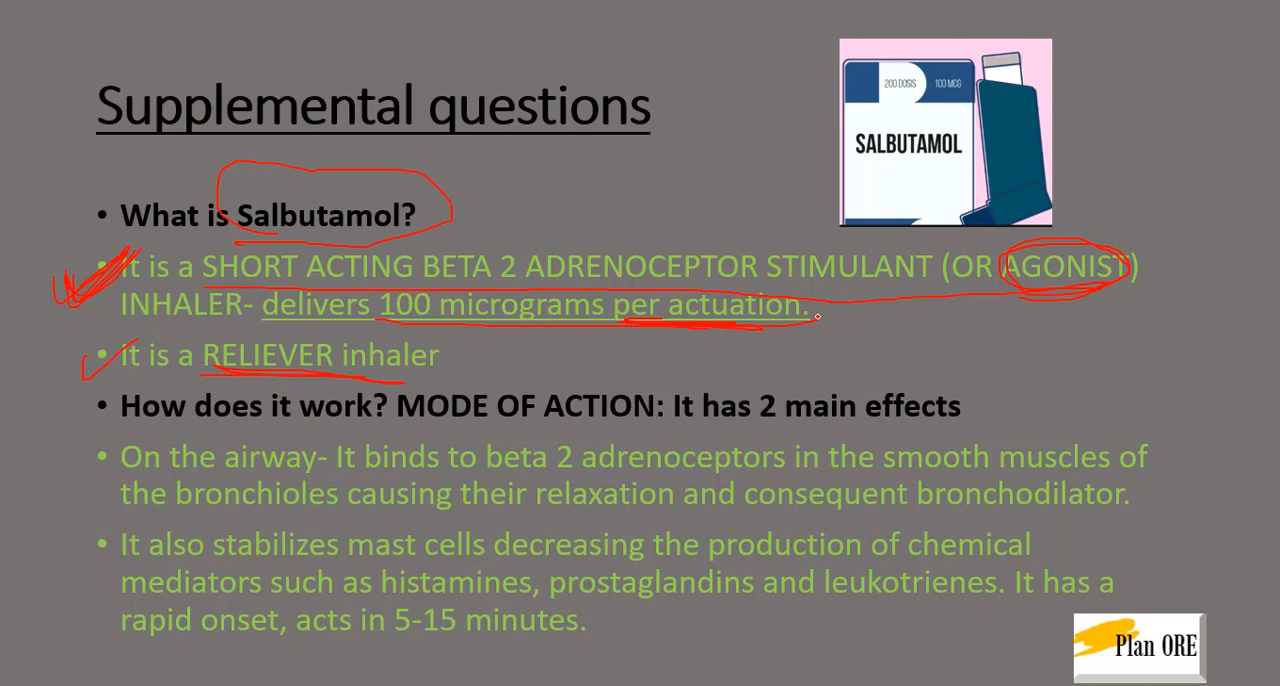 200 DOSIS 100 MCG
SALBUTAMOL
Supplemental questions
• What is Salbutamol?
• It is a SHORT ACTING BETA 2 ADRENOCEPTOR STIMULANT (OR AGONIST)
INHALER- delivers 100 micrograms per actuation.
• It is a RELIEVER inhaler
• How does it work? MODE OF ACTION: It has 2 main effects
• On the airway- It binds to beta 2 adrenoceptors in the smooth muscles of
the bronchioles causing their relaxation and consequent bronchodilator.
• It also stabilizes mast cells decreasing the production of chemical
mediators such as histamines, prostaglandins and leukotrienes. It has a
rapid onset, acts in 5-15 minutes.
Plan ORE